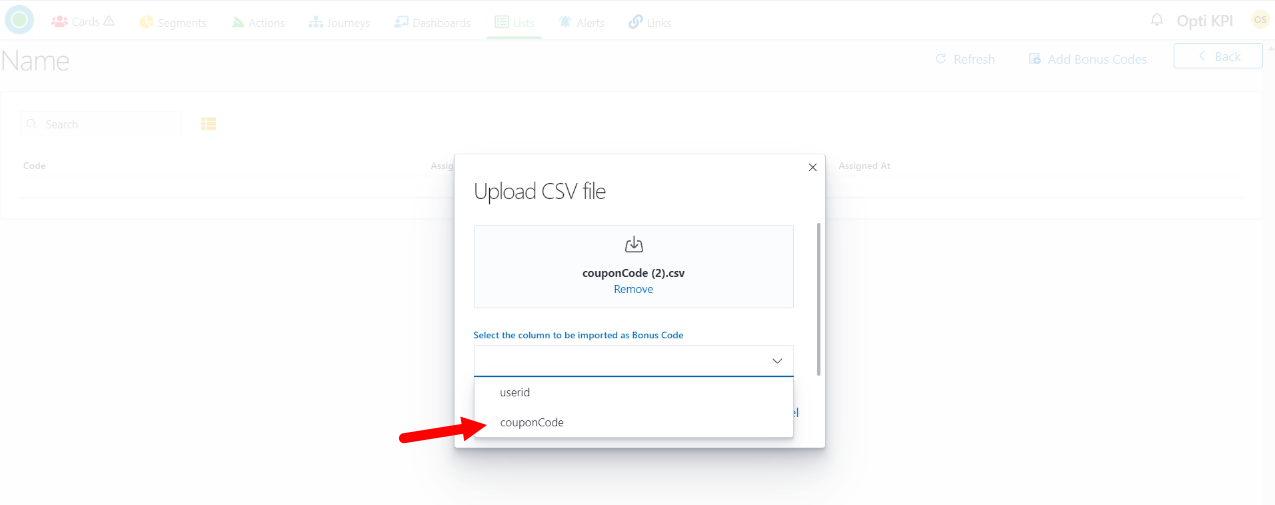 Cards Segments Actions Journeys Dashboards Lists Alerts Links Opti KPI OS
Name Refresh Add Bonus Codes Back
Search
Code Assig Assigned At
Upload CSV file
couponCode (2).csv
Remove
Select the column to be imported as Bonus Code
userid
couponCode
el